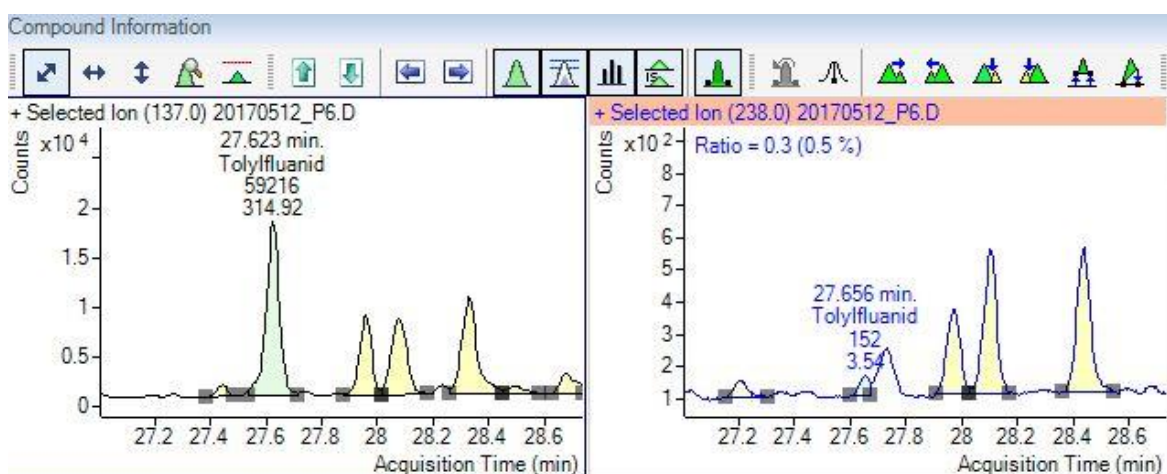 Compound Information
+ Selected Ion (137.0) 20170512_P6.D
Counts
x10 4
27.623 min.
Tolylfluanid
59216
314.92
2
1.5
1
0.5
0
27.2 27.4 27.6 27.8 28 28.2 28.4 28.6
Acquisition Time (min)
+ Selected Ion (238.0) 20170512_P6.D
Counts
x10 2
Ratio = 0.3 (0.5 %)
8
7
6
5
4
3
2
1
27.656 min.
Tolylfluanid
152
3.54
27.2 27.4 27.6 27.8 28 28.2 28.4 28.6
Acquisition Time (min)